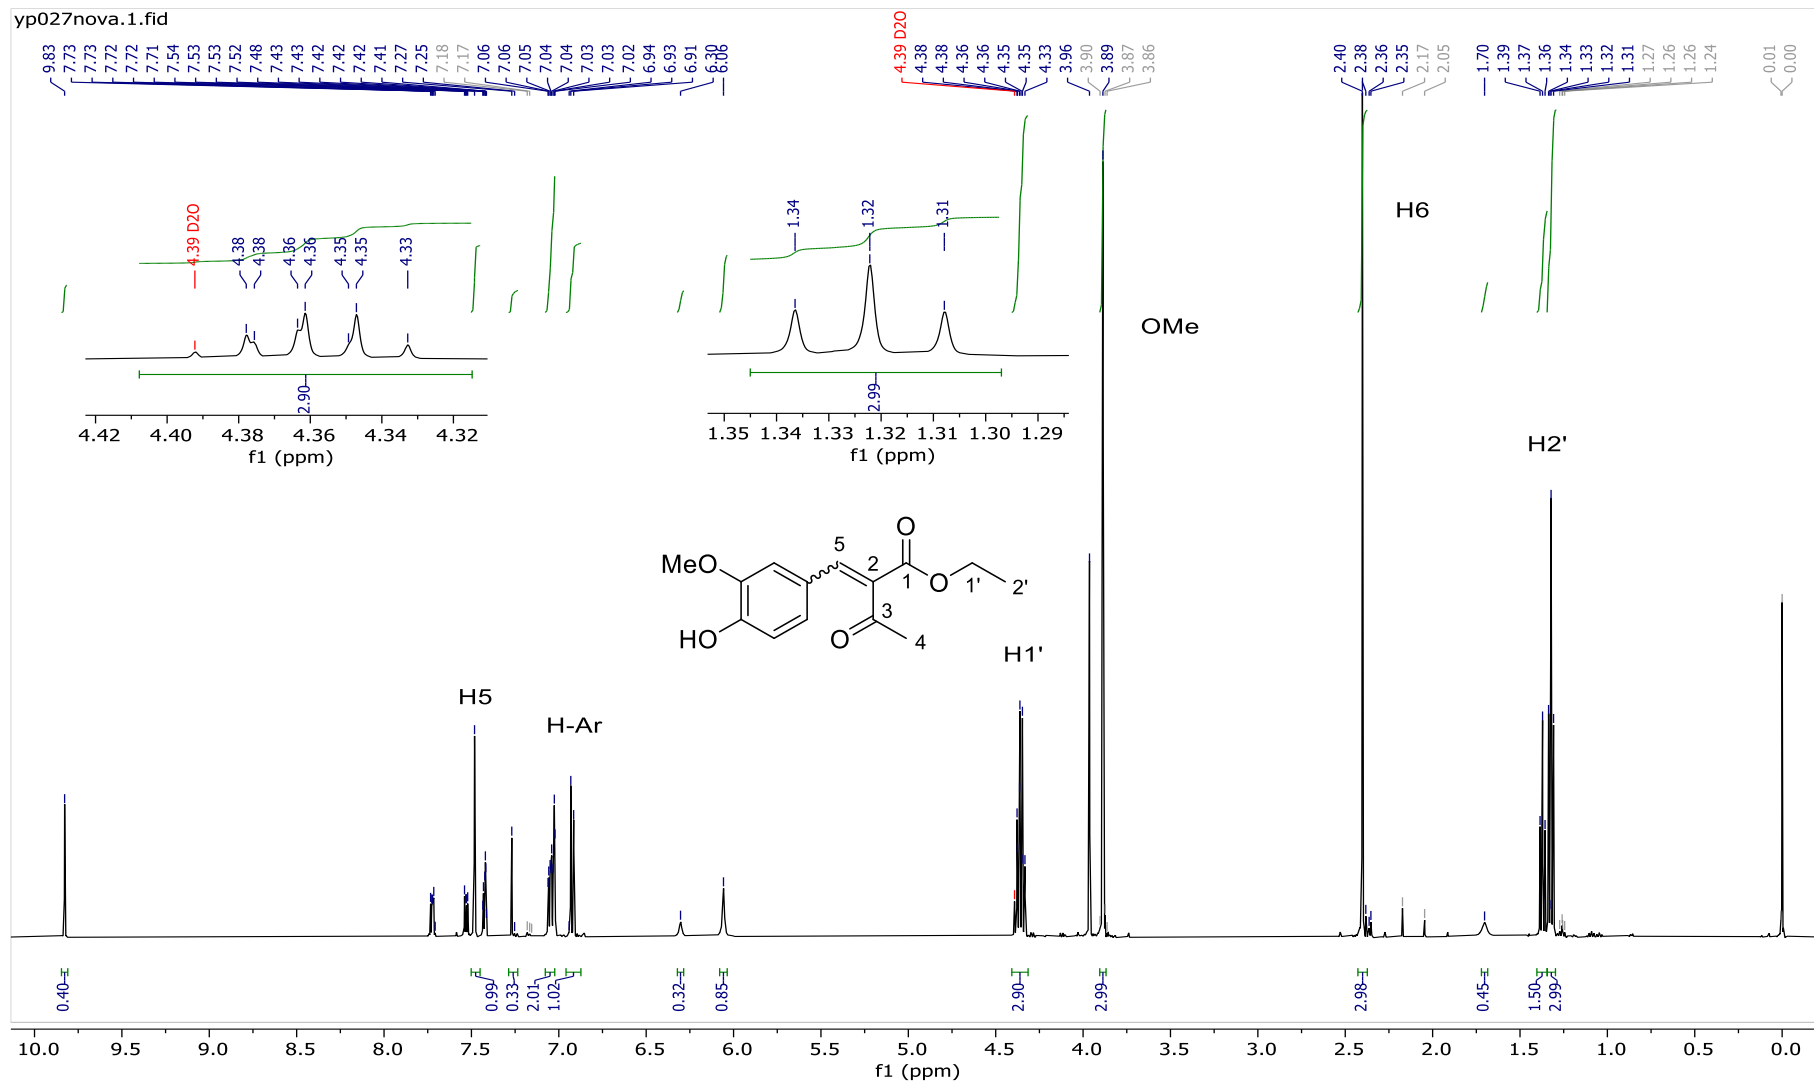 yp027nova.1.fid
9.83 7.73 7.73 7.72 7.72 7.71 7.54 7.53 7.53 7.52 7.48 7.43 7.43 7.42 7.42 7.42 7.41 7.27 7.25 7.18 7.17 7.06 7.06 7.05 7.04 7.04 7.03 7.03 7.02 6.94 6.93 6.91 6.30 6.06 4.39 D2O 4.38 4.38 4.36 4.36 4.35 4.35 4.33 3.96 3.90 3.89 3.87 3.86 2.40 2.38 2.36 2.35 2.17 2.05 1.70 1.39 1.37 1.36 1.34 1.33 1.32 1.31 1.27 1.26 1.26 1.24 0.01 0.00
4.39 D2O 4.38 4.38 4.36 4.36 4.35 4.35 4.33
2.90
4.42 4.40 4.38 4.36 4.34 4.32
f1 (ppm)
1.34 1.32 1.31
2.99
1.35 1.34 1.33 1.32 1.31 1.30 1.29
f1 (ppm)
H6
OMe
H2'
MeO
HO
5
2
O
1
O
1'
2'
3
O
4
H1'
H5
H-Ar
0.40 0.99 0.33 2.01 1.02 0.32 0.85 2.90 2.99 2.98 0.45 1.50 2.99
10.0 9.5 9.0 8.5 8.0 7.5 7.0 6.5 6.0 5.5 5.0 4.5 4.0 3.5 3.0 2.5 2.0 1.5 1.0 0.5 0.0
f1 (ppm)